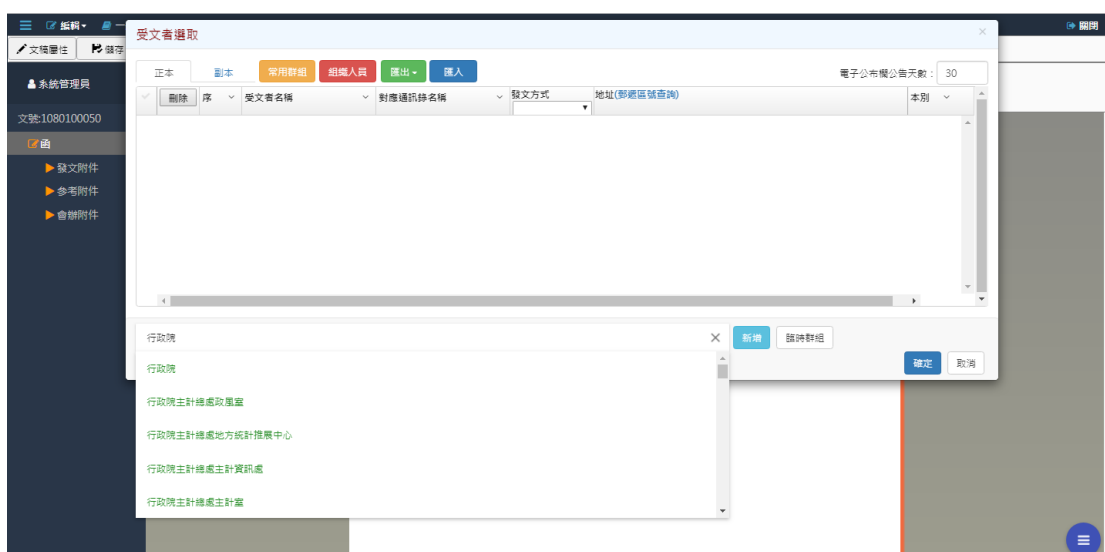 編輯 一 關閉
文稿屬性 儲存
受文者選取 ×
正本 副本 常用群組 組織人員 匯出 匯入 電子公布欄公告天數： 30
系統管理員
刪除 序 受文者名稱 對應通訊錄名稱 發文方式 地址(郵遞區號查詢) 本別
文號:1080100050
函
發文附件
參考附件
會辦附件
行政院 新增 臨時群組
行政院
確定 取消
行政院主計總處政風室
行政院主計總處地方統計推展中心
行政院主計總處主計資訊處
行政院主計總處主計室